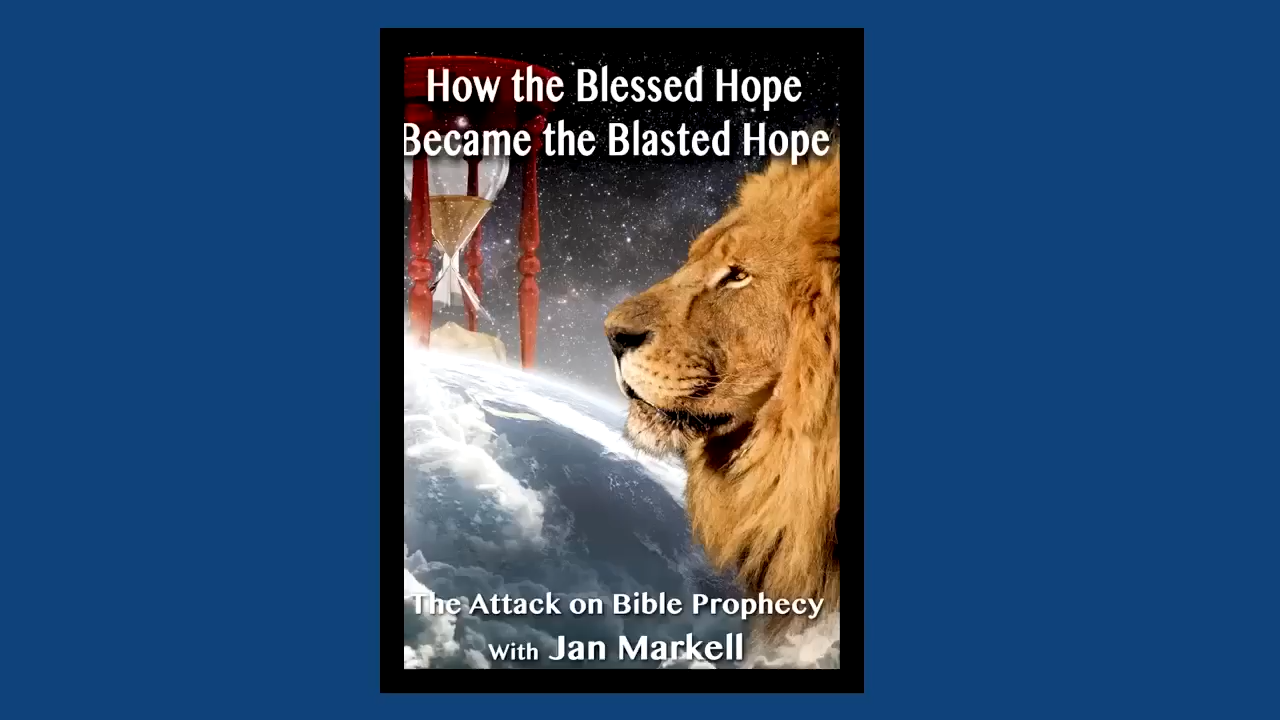 How the Blessed Hope
Became the Blasted Hope
The Attack on Bible Prophecy
With Jan Markell